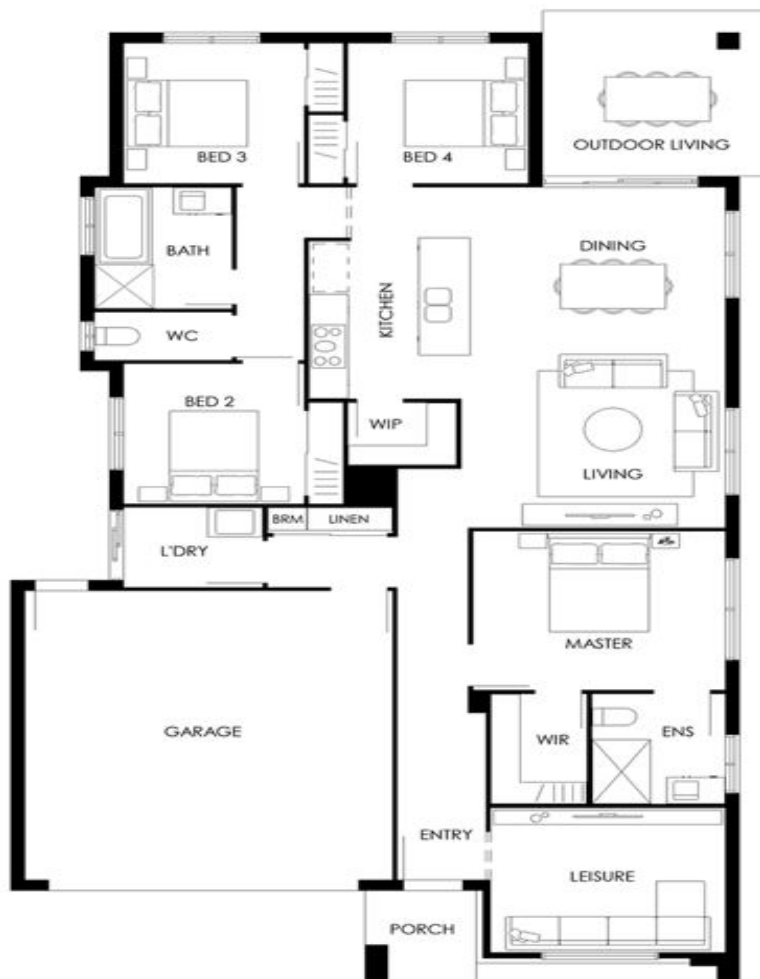 BED 3
BED 4
OUTDOOR LIVING
BATH
DINING
KITCHEN
WC
BED 2
WIP
LIVING
BRM
LINEN
L'DRY
MASTER
GARAGE
WIR
ENS
ENTRY
LEISURE
PORCH